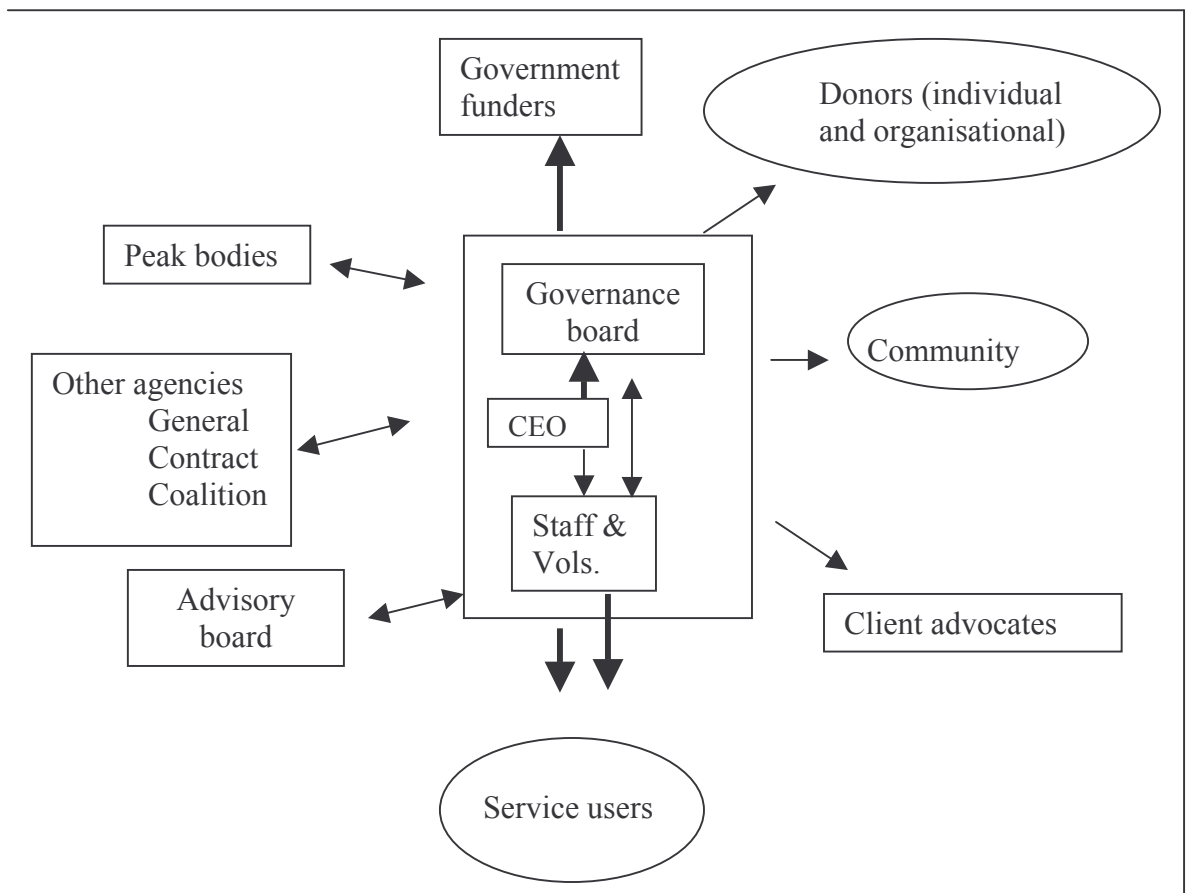 Government
funders
Donors (individual
and organisational)
Peak bodies
Governance
board
Community
Other agencies
General
Contract
Coalition
CEO
Staff &
Vols.
Advisory
board
Client advocates
Service users